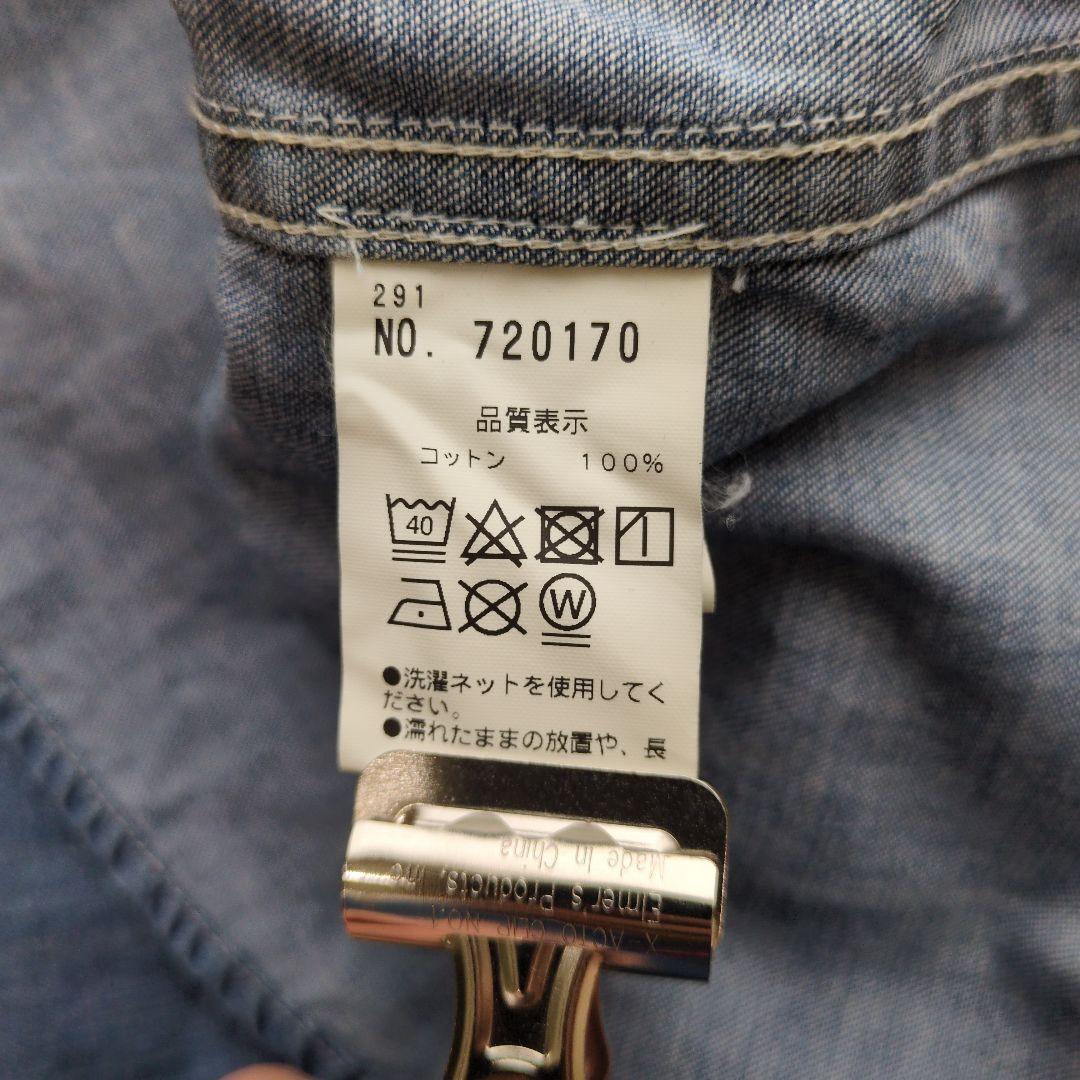 291
NO. 720170
品質表示
コットン 100%
40
W
●洗濯ネットを使用してく
ださい。
●濡れたままの放置や、長
Made In China
Elmer's Products, Inc
X-ACTO CLIP NO.1